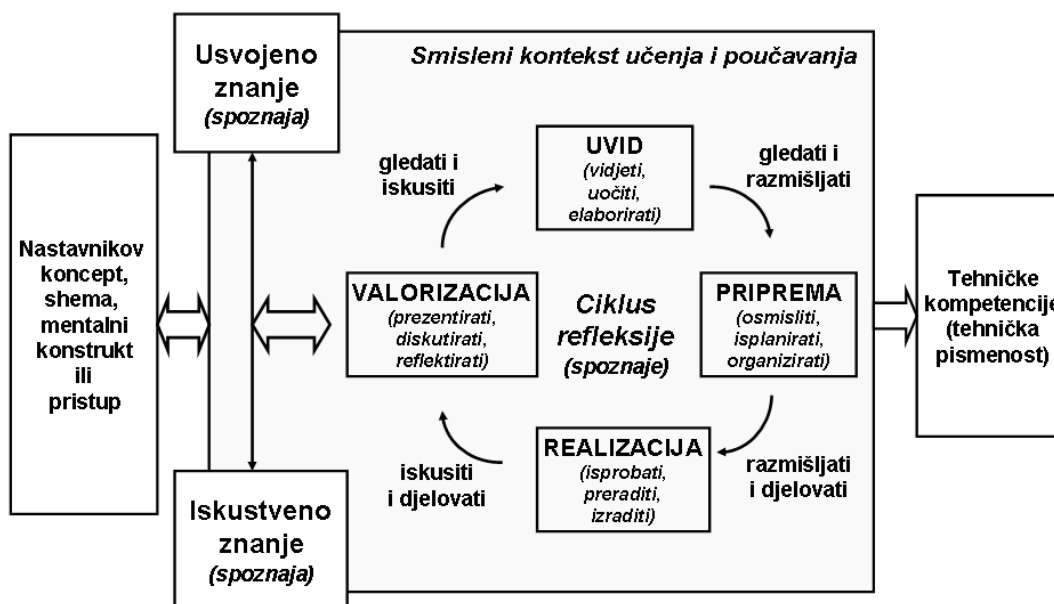 Usvojeno
znanje
(spoznaja)
Smisleni kontekst učenja i poučavanja
Nastavnikov
koncept,
shema,
mentalni
konstrukt
ili
pristup
gledati i
iskusiti
UVID
(vidjeti,
uočiti,
elaborirati)
gledati i
razmišljati
VALORIZACIJA
(prezentirati,
diskutirati,
reflektirati)
Ciklus
refleksije
(spoznaje)
PRIPREMA
(osmisliti,
isplanirati,
organizirati)
Tehničke
kompetencije
(tehnička
pismenost)
iskusiti
i djelovati
REALIZACIJA
(isprobati,
preraditi,
izraditi)
razmišljati
i djelovati
Iskustveno
znanje
(spoznaja)